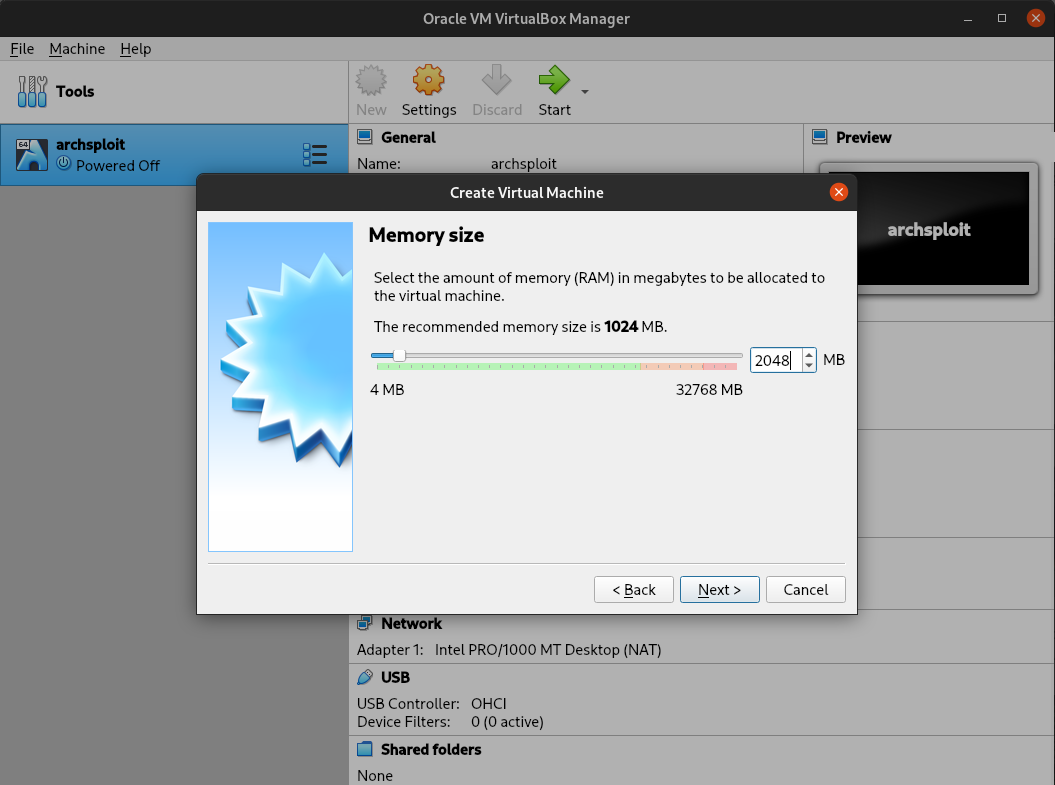 Oracle VM VirtualBox Manager
File Machine Help
Tools
New Settings Discard Start
64
archsploit
Powered Off
General
Name: archsploit
Preview
archsploit
Create Virtual Machine
Memory size
Select the amount of memory (RAM) in megabytes to be allocated to
the virtual machine.
The recommended memory size is 1024 MB.
2048 MB
4 MB 32768 MB
< Back Next > Cancel
Network
Adapter 1: Intel PRO/1000 MT Desktop (NAT)
USB
USB Controller: OHCI
Device Filters: 0 (0 active)
Shared folders
None